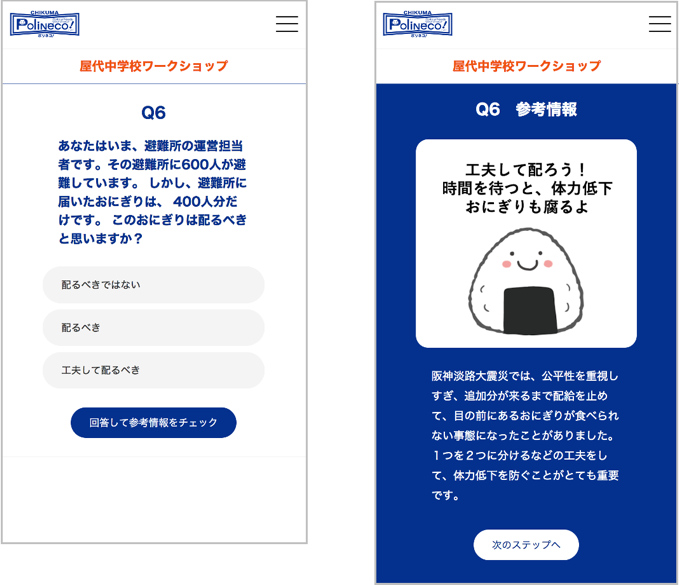 CHIKUMA
PoliNeco!
ポリネコ!
屋代中学校ワークショップ
Q6
あなたはいま、避難所の運営担当
者です。その避難所に600人が避
難しています。 しかし、避難所に
届いたおにぎりは、 400人分だ
けです。 このおにぎりは配るべき
と思いますか？
配るべきではない
配るべき
工夫して配るべき
回答して参考情報をチェック
CHIKUMA
PoliNeco!
ポリネコ!
屋代中学校ワークショップ
Q6　参考情報
工夫して配ろう！
時間を待つと、体力低下
おにぎりも腐るよ
阪神淡路大震災では、公平性を重視し
すぎ、追加分が来るまで配給を止め
て、目の前にあるおにぎりが食べられ
ない事態になったことがありました。
１つを２つに分けるなどの工夫をし
て、体力低下を防ぐことがとても重要
です。
次のステップへ